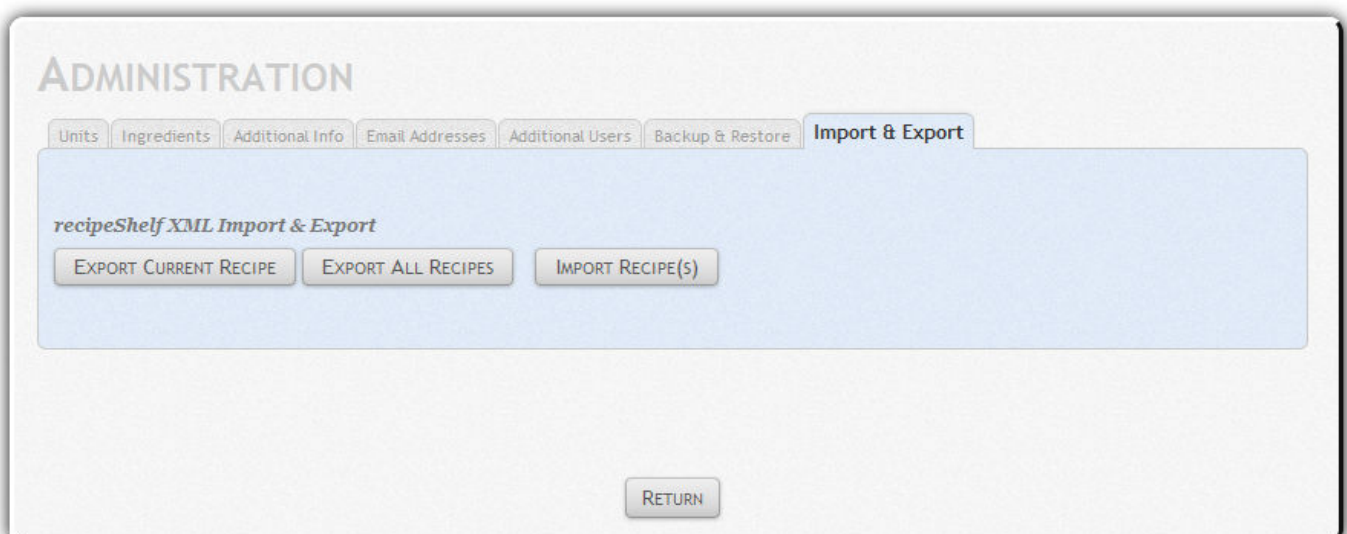 Administration
Units Ingredients Additional Info Email Addresses Additional Users Backup & Restore Import & Export
recipeShelf XML Import & Export
Export Current Recipe Export All Recipes Import Recipe(s)
Return